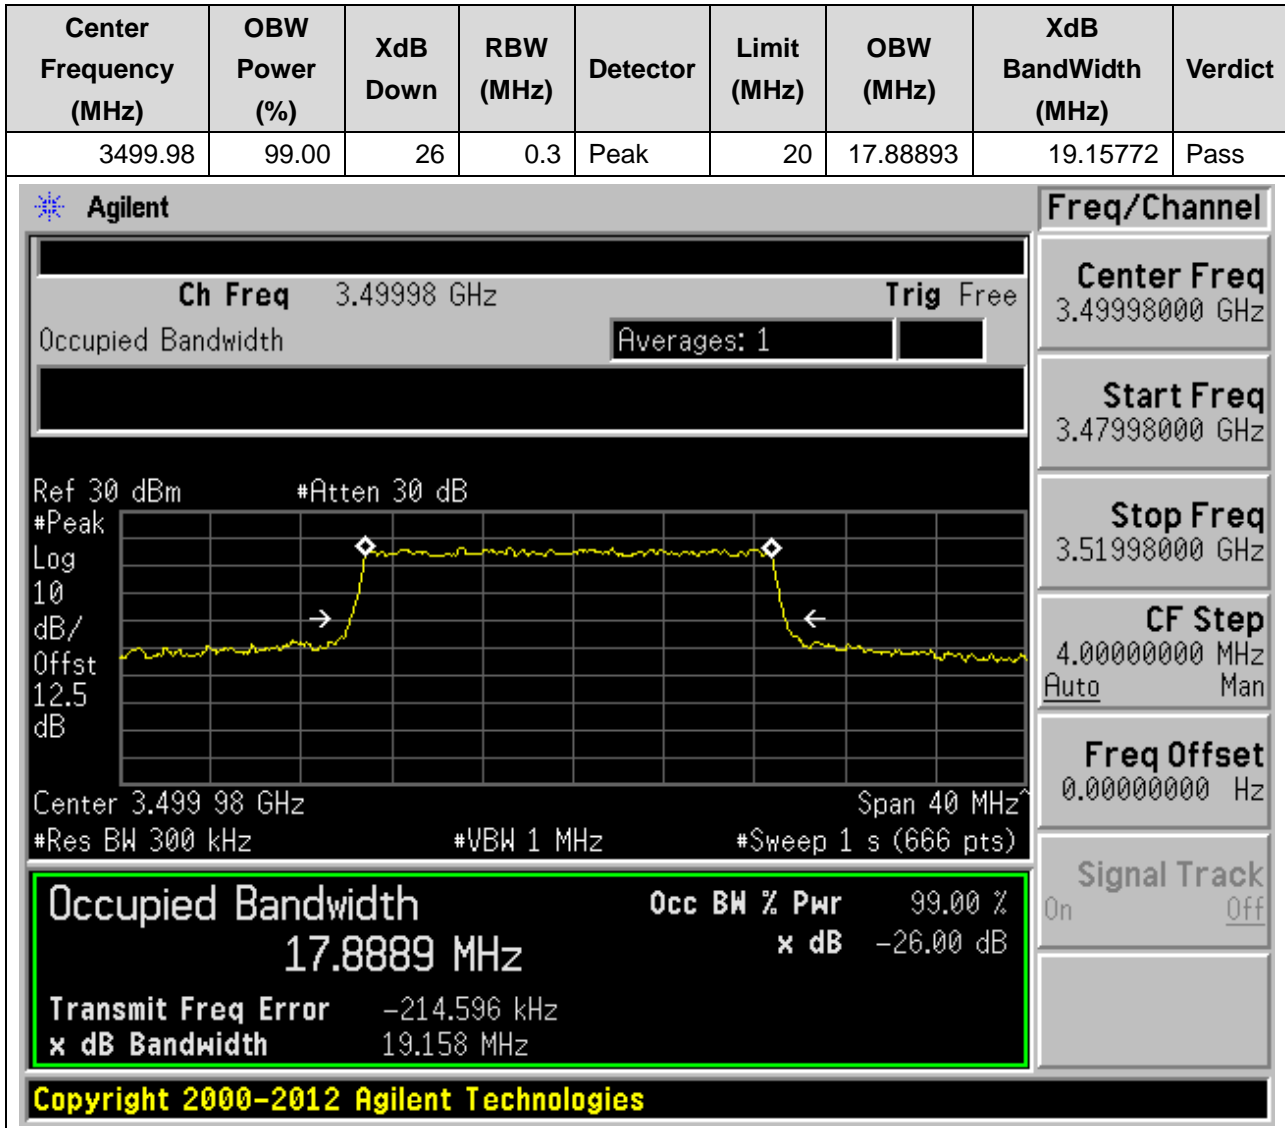 Center Frequency (MHz) OBW Power (%) XdB Down RBW (MHz) Detector Limit (MHz) OBW (MHz) XdB BandWidth (MHz) Verdict
3499.98 99.00 26 0.3 Peak 20 17.88893 19.15772 Pass
Agilent
Freq/Channel
Ch Freq 3.49998 GHz Trig Free
Occupied Bandwidth Averages: 1
Center Freq
3.49998000 GHz
Start Freq
3.47998000 GHz
Stop Freq
3.51998000 GHz
CF Step
4.00000000 MHz
Auto Man
Freq Offset
0.00000000 Hz
Signal Track
On Off
Ref 30 dBm #Atten 30 dB
#Peak
Log
10
dB/
Offst
12.5
dB
Center 3.499 98 GHz Span 40 MHz^
#Res BW 300 kHz #VBW 1 MHz #Sweep 1 s (666 pts)
Occupied Bandwidth Occ BW % Pwr 99.00 %
17.8889 MHz x dB -26.00 dB
Transmit Freq Error -214.596 kHz
x dB Bandwidth 19.158 MHz
Copyright 2000-2012 Agilent Technologies